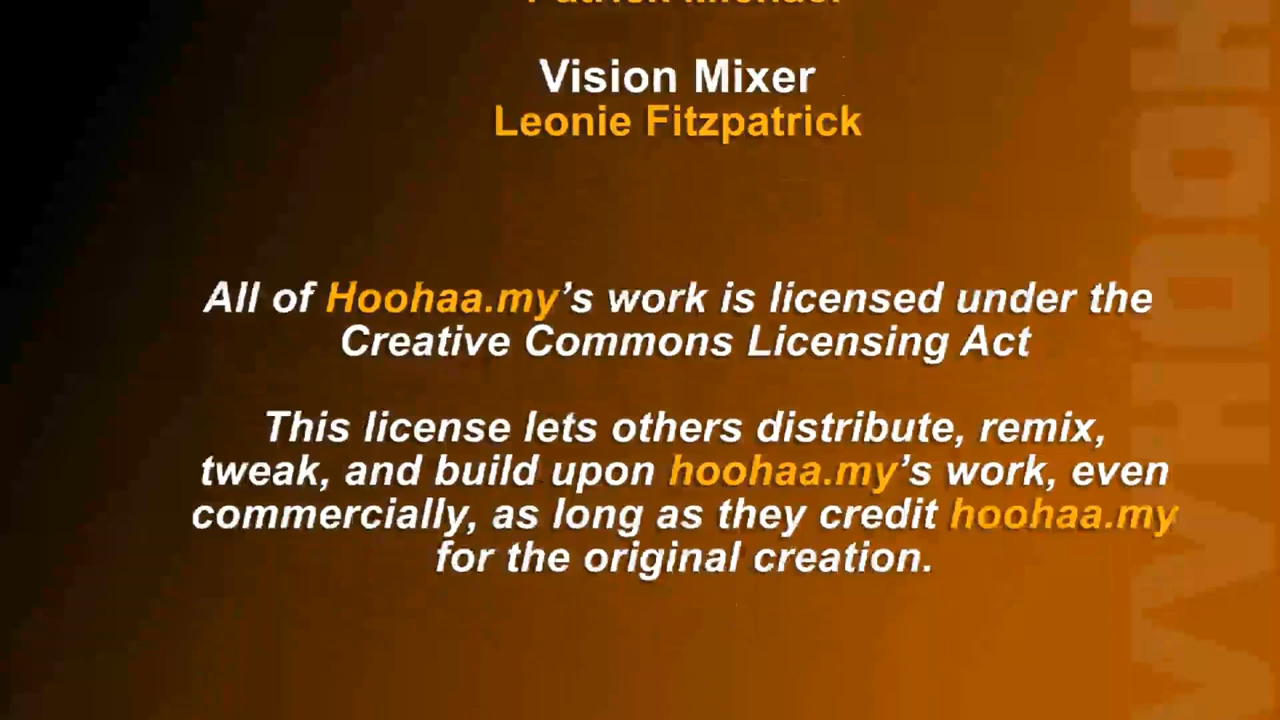 Patrick Michael
Vision Mixer
Leonie Fitzpatrick
All of Hoohaa.my’s work is licensed under the
Creative Commons Licensing Act
This license lets others distribute, remix,
tweak, and build upon hoohaa.my’s work, even
commercially, as long as they credit hoohaa.my
for the original creation.